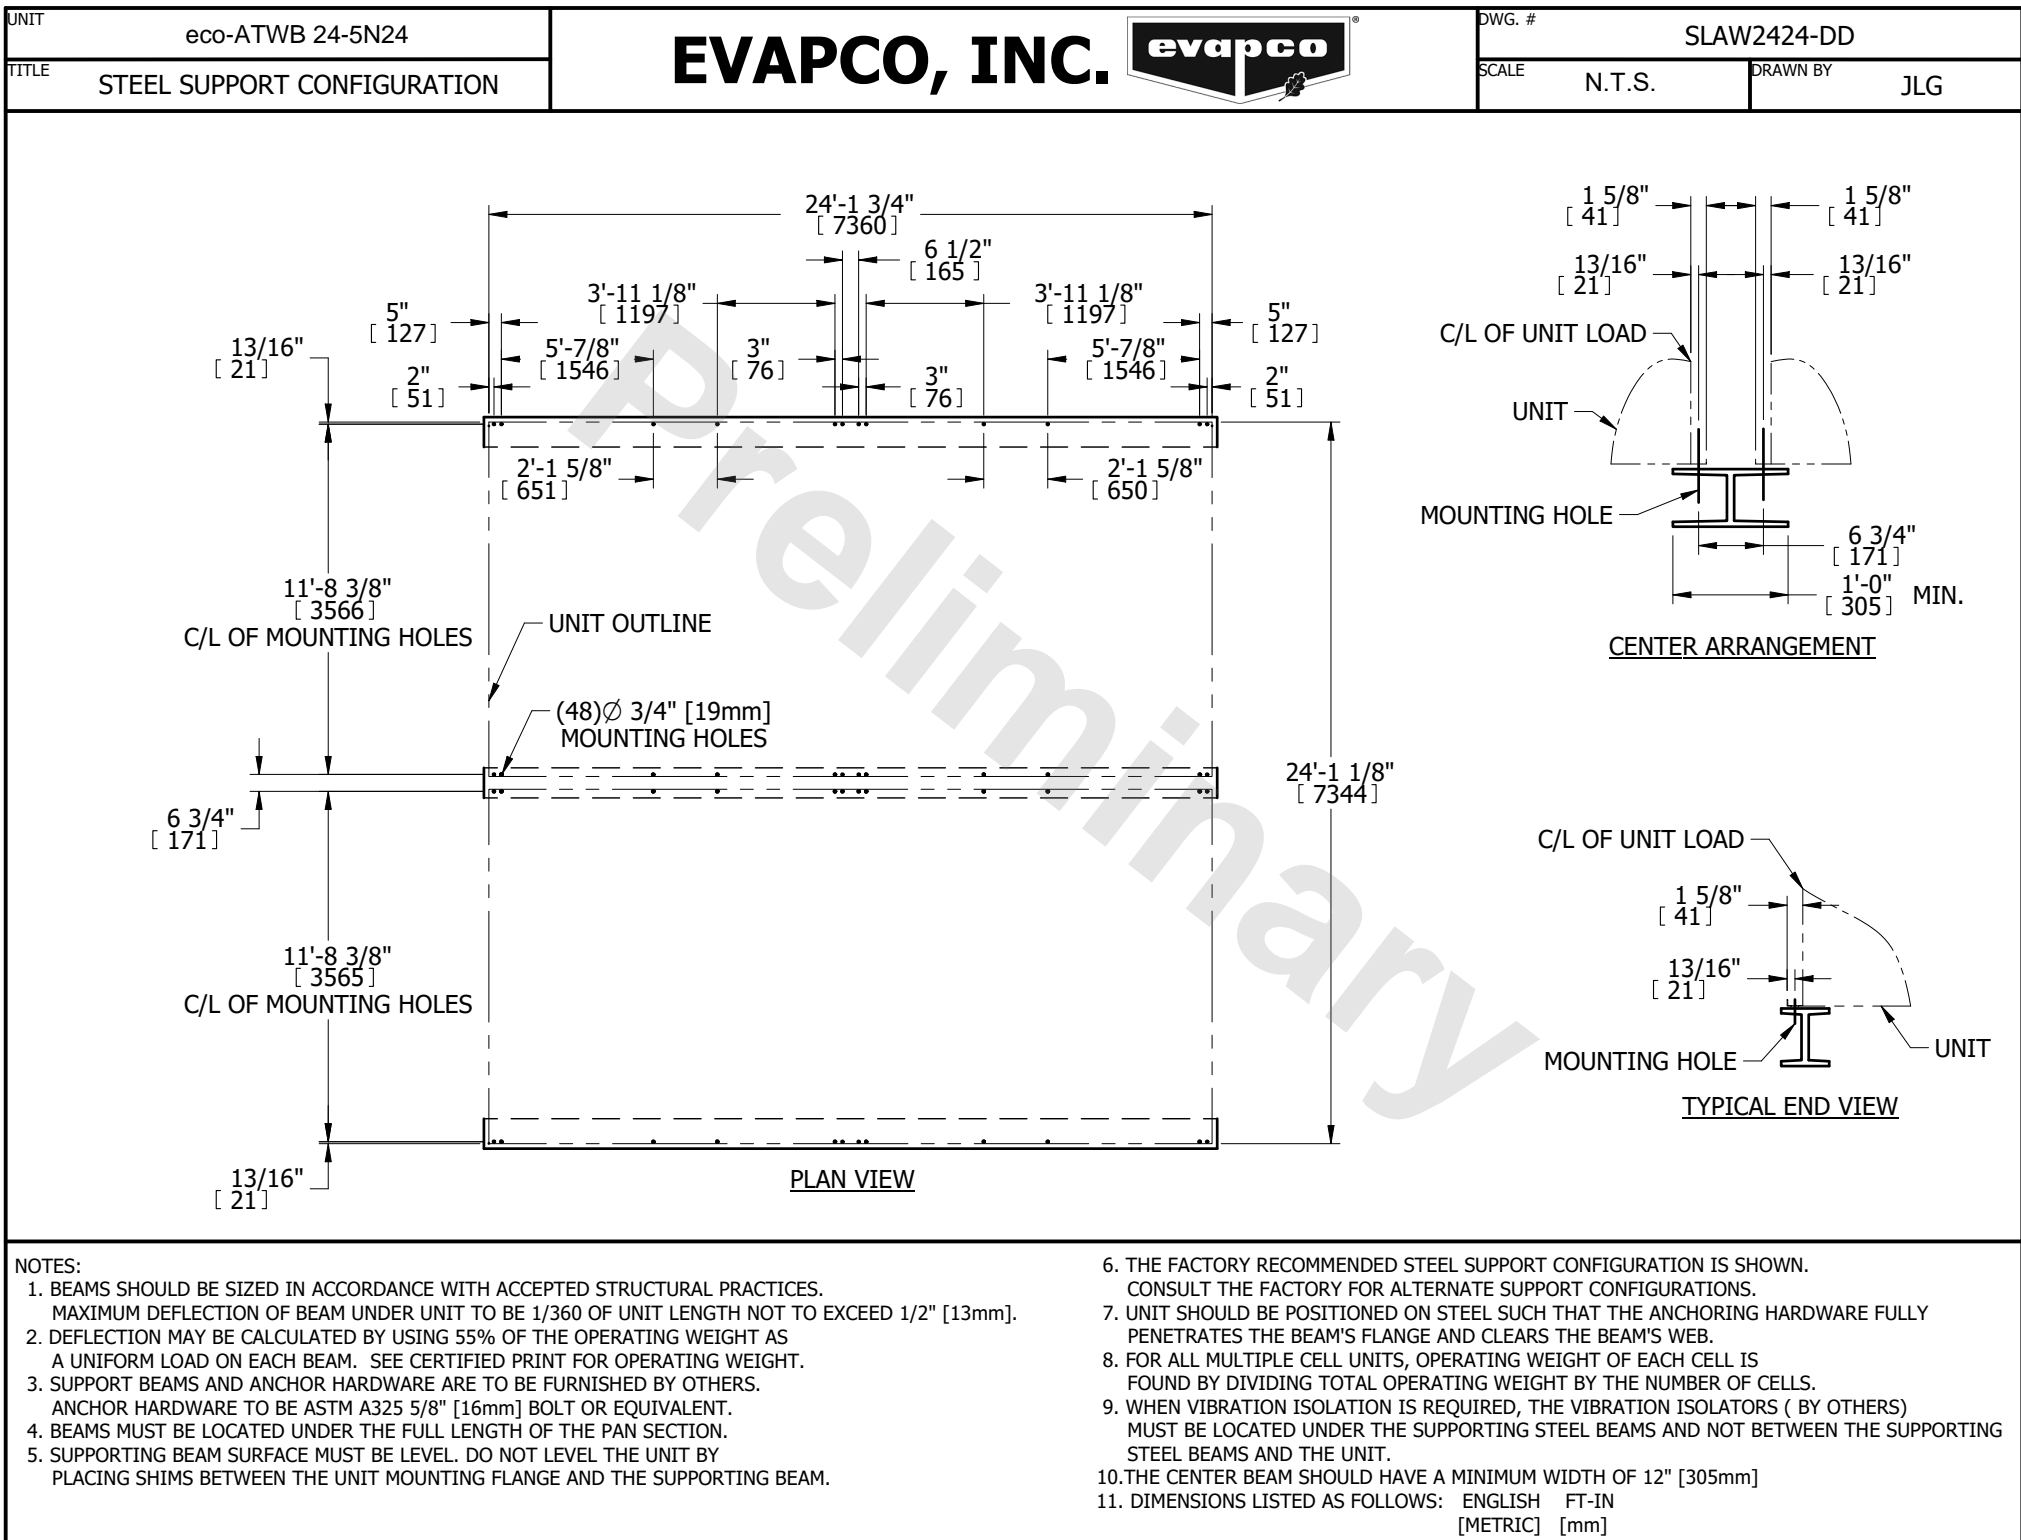 UNIT
eco-ATWB 24-5N24
TITLE
STEEL SUPPORT CONFIGURATION
EVAPCO, INC.
evapco
®
DWG. #
SLAW2424-DD
SCALE
N.T.S.
DRAWN BY
JLG
24'-1 3/4"
[ 7360 ]
6 1/2"
[ 165 ]
3'-11 1/8"
[ 1197 ]
3'-11 1/8"
[ 1197 ]
5"
[ 127 ]
5"
[ 127 ]
13/16"
[ 21 ]
5'-7/8"
[ 1546 ]
3"
[ 76 ]
5'-7/8"
[ 1546 ]
2"
[ 51 ]
3"
[ 76 ]
2"
[ 51 ]
2'-1 5/8"
[ 651 ]
2'-1 5/8"
[ 650 ]
11'-8 3/8"
[ 3566 ]
C/L OF MOUNTING HOLES
UNIT OUTLINE
(48)Ø 3/4" [19mm]
MOUNTING HOLES
6 3/4"
[ 171 ]
24'-1 1/8"
[ 7344 ]
11'-8 3/8"
[ 3565 ]
C/L OF MOUNTING HOLES
13/16"
[ 21 ]
PLAN VIEW
Preliminary
1 5/8"
[ 41 ]
1 5/8"
[ 41 ]
13/16"
[ 21 ]
13/16"
[ 21 ]
C/L OF UNIT LOAD
UNIT
MOUNTING HOLE
6 3/4"
[ 171 ]
1'-0"
[ 305 ] MIN.
CENTER ARRANGEMENT
C/L OF UNIT LOAD
1 5/8"
[ 41 ]
13/16"
[ 21 ]
MOUNTING HOLE
UNIT
TYPICAL END VIEW
NOTES:
1. BEAMS SHOULD BE SIZED IN ACCORDANCE WITH ACCEPTED STRUCTURAL PRACTICES.
MAXIMUM DEFLECTION OF BEAM UNDER UNIT TO BE 1/360 OF UNIT LENGTH NOT TO EXCEED 1/2" [13mm].
2. DEFLECTION MAY BE CALCULATED BY USING 55% OF THE OPERATING WEIGHT AS
A UNIFORM LOAD ON EACH BEAM. SEE CERTIFIED PRINT FOR OPERATING WEIGHT.
3. SUPPORT BEAMS AND ANCHOR HARDWARE ARE TO BE FURNISHED BY OTHERS.
ANCHOR HARDWARE TO BE ASTM A325 5/8" [16mm] BOLT OR EQUIVALENT.
4. BEAMS MUST BE LOCATED UNDER THE FULL LENGTH OF THE PAN SECTION.
5. SUPPORTING BEAM SURFACE MUST BE LEVEL. DO NOT LEVEL THE UNIT BY
PLACING SHIMS BETWEEN THE UNIT MOUNTING FLANGE AND THE SUPPORTING BEAM.
6. THE FACTORY RECOMMENDED STEEL SUPPORT CONFIGURATION IS SHOWN.
CONSULT THE FACTORY FOR ALTERNATE SUPPORT CONFIGURATIONS.
7. UNIT SHOULD BE POSITIONED ON STEEL SUCH THAT THE ANCHORING HARDWARE FULLY
PENETRATES THE BEAM'S FLANGE AND CLEARS THE BEAM'S WEB.
8. FOR ALL MULTIPLE CELL UNITS, OPERATING WEIGHT OF EACH CELL IS
FOUND BY DIVIDING TOTAL OPERATING WEIGHT BY THE NUMBER OF CELLS.
9. WHEN VIBRATION ISOLATION IS REQUIRED, THE VIBRATION ISOLATORS ( BY OTHERS)
MUST BE LOCATED UNDER THE SUPPORTING STEEL BEAMS AND NOT BETWEEN THE SUPPORTING
STEEL BEAMS AND THE UNIT.
10.THE CENTER BEAM SHOULD HAVE A MINIMUM WIDTH OF 12" [305mm]
11. DIMENSIONS LISTED AS FOLLOWS: ENGLISH FT-IN
[METRIC] [mm]